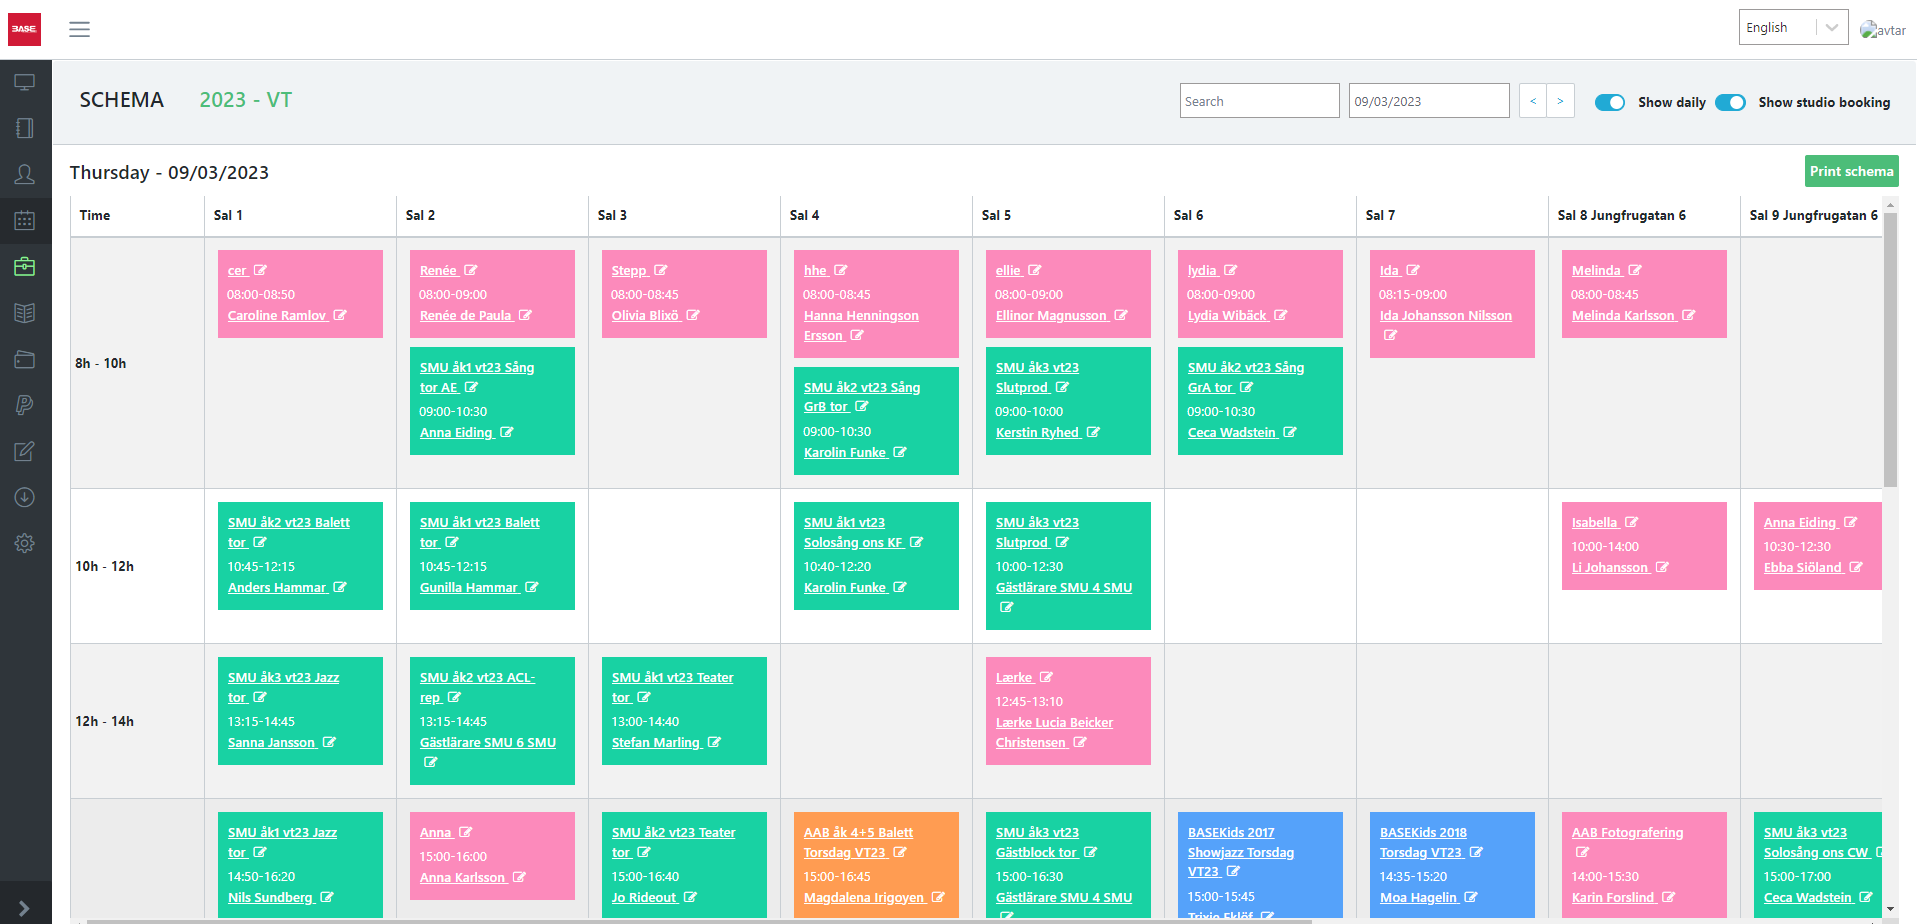 BASE
English
avtar
SCHEMA 2023 - VT
Search
09/03/2023
< >
Show daily
Show studio booking
Thursday - 09/03/2023
Print schema
Time Sal 1 Sal 2 Sal 3 Sal 4 Sal 5 Sal 6 Sal 7 Sal 8 Jungfrugatan 6 Sal 9 Jungfrugatan 6
8h - 10h
cer
08:00-08:50
Caroline Ramlov
Renée
08:00-09:00
Renée de Paula
SMU åk1 vt23 Sång
tor AE
09:00-10:30
Anna Eiding
Stepp
08:00-08:45
Olivia Blixö
hhe
08:00-08:45
Hanna Henningson
Ersson
SMU åk2 vt23 Sång
GrB tor
09:00-10:30
Karolin Funke
ellie
08:00-09:00
Ellinor Magnusson
SMU åk3 vt23
Slutprod
09:00-10:00
Kerstin Ryhed
lydia
08:00-09:00
Lydia Wibäck
SMU åk2 vt23 Sång
GrA tor
09:00-10:30
Ceca Wadstein
Ida
08:15-09:00
Ida Johansson Nilsson
Melinda
08:00-08:45
Melinda Karlsson
10h - 12h
SMU åk2 vt23 Balett
tor
10:45-12:15
Anders Hammar
SMU åk1 vt23 Balett
tor
10:45-12:15
Gunilla Hammar
SMU åk1 vt23
Solosång ons KF
10:40-12:20
Karolin Funke
SMU åk3 vt23
Slutprod
10:00-12:30
Gästlärare SMU 4 SMU
Isabella
10:00-14:00
Li Johansson
Anna Eiding
10:30-12:30
Ebba Sjöland
12h - 14h
SMU åk3 vt23 Jazz
tor
13:15-14:45
Sanna Jansson
SMU åk2 vt23 ACL-
rep
13:15-14:45
Gästlärare SMU 6 SMU
SMU åk1 vt23 Teater
tor
13:00-14:40
Stefan Marling
Lærke
12:45-13:10
Lærke Lucia Beicker
Christensen
SMU åk1 vt23 Jazz
tor
14:50-16:20
Nils Sundberg
Anna
15:00-16:00
Anna Karlsson
SMU åk2 vt23 Teater
tor
15:00-16:40
Jo Rideout
AAB åk 4+5 Balett
Torsdag VT23
15:00-16:45
Magdalena Irigoyen
SMU åk3 vt23
Gästblock tor
15:00-16:30
Gästlärare SMU 4 SMU
BASEKids 2017
Showjazz Torsdag
VT23
15:00-15:45
Trixie Eklöf
BASEKids 2018
Torsdag VT23
14:35-15:20
Moa Hagelin
AAB Fotografering
14:00-15:30
Karin Forslind
SMU åk3 vt23
Solosång ons CW
15:00-17:00
Ceca Wadstein